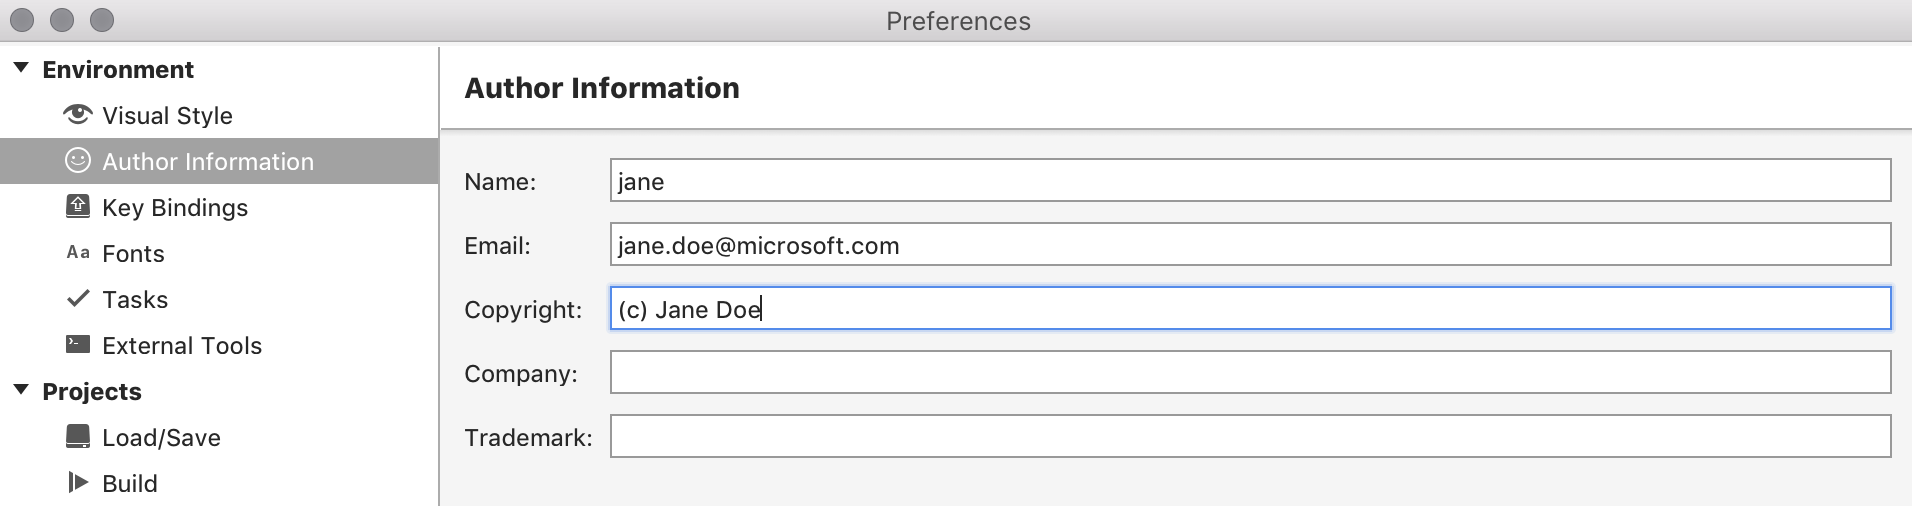 Preferences
Environment
Visual Style
Author Information
Key Bindings
Aa Fonts
Tasks
External Tools
Projects
Load/Save
Build
Author Information
Name: jane
Email: jane.doe@microsoft.com
Copyright: (c) Jane Doe
Company:
Trademark: